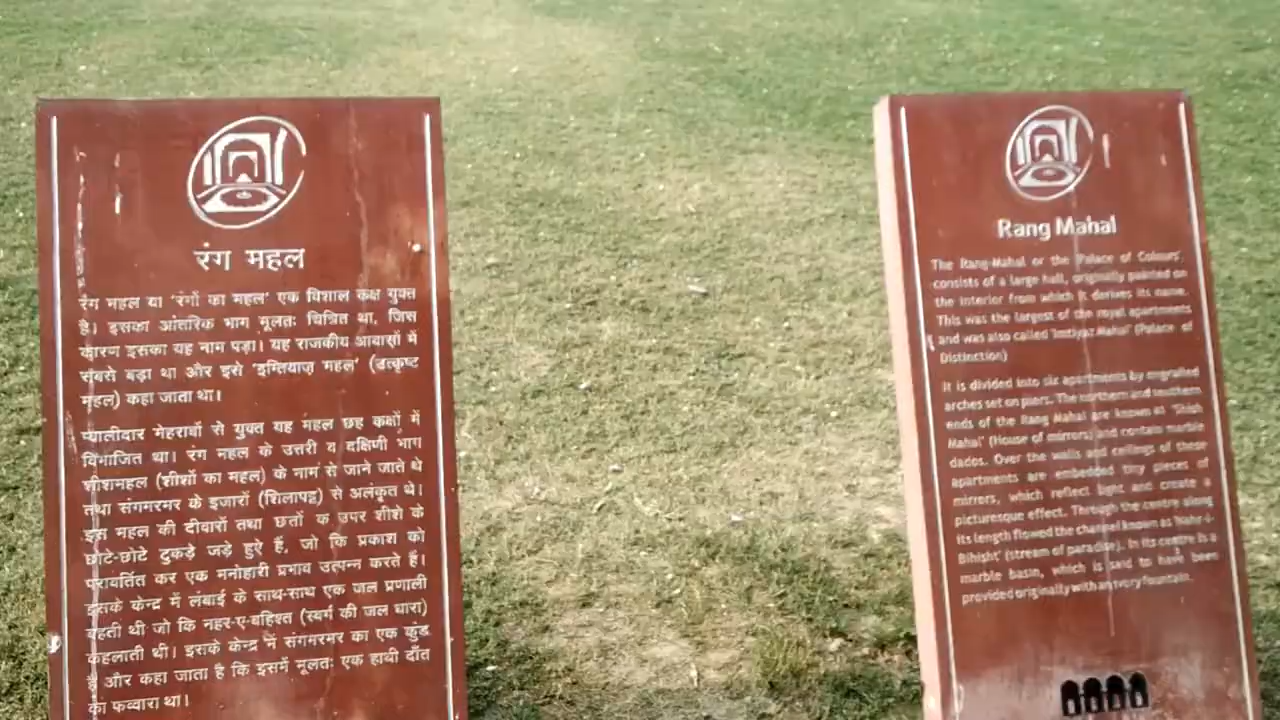 रंग महल
रंग महल या 'रंगों का महल' एक विशाल कक्ष युक्त
है। इसका आंतरिक भाग मूलतः चित्रित था, जिस
कारण इसका यह नाम पड़ा। यह राजकीय आवासों में
सबसे बड़ा था और इसे 'इम्तियाज़ महल' (उत्कृष्ट
महल) कहा जाता था।
प्यालीदार मेहराबों से युक्त यह महल छह कक्षों में
विभाजित था। रंग महल के उत्तरी व दक्षिणी भाग
शीशमहल (शीशों का महल) के नाम से जाने जाते थे
तथा संगमरमर के इजारों (शिलापट्ट) से अलंकृत थे।
इस महल की दीवारों तथा छतों के उपर शीशे के
छोटे-छोटे टुकड़े जड़े हुऐ हैं, जो कि प्रकाश को
परावर्तित कर एक मनोहारी प्रभाव उत्पन्न करते हैं।
इसके केन्द्र में लंबाई के साथ-साथ एक जल प्रणाली
बहती थी जो कि नहर-ए-बहिश्त (स्वर्ग की जल धारा)
कहलाती थी। इसके केन्द्र में संगमरमर का एक कुंड
है और कहा जाता है कि इसमें मूलतः एक हाथी दाँत
का फव्वारा था।
Rang Mahal
The Rang-Mahal or the 'Palace of Colours',
consists of a large hall, originally painted on
the interior from which it derives its name.
This was the largest of the royal apartments
and was also called 'Imtiyaz Mahal' (Palace of
Distinction)
It is divided into six apartments by engrailed
arches set on piers. The northern and southern
ends of the Rang Mahal are known as 'Shish
Mahal' (House of mirrors) and contain marble
dados. Over the walls and ceilings of these
apartments are embedded tiny pieces of
mirrors, which reflect light and create a
picturesque effect. Through the centre along
its length flowed the channel known as 'Nahr-i-
Bihisht' (stream of paradise). In its centre is a
marble basin, which is said to have been
provided originally with an ivory fountain.